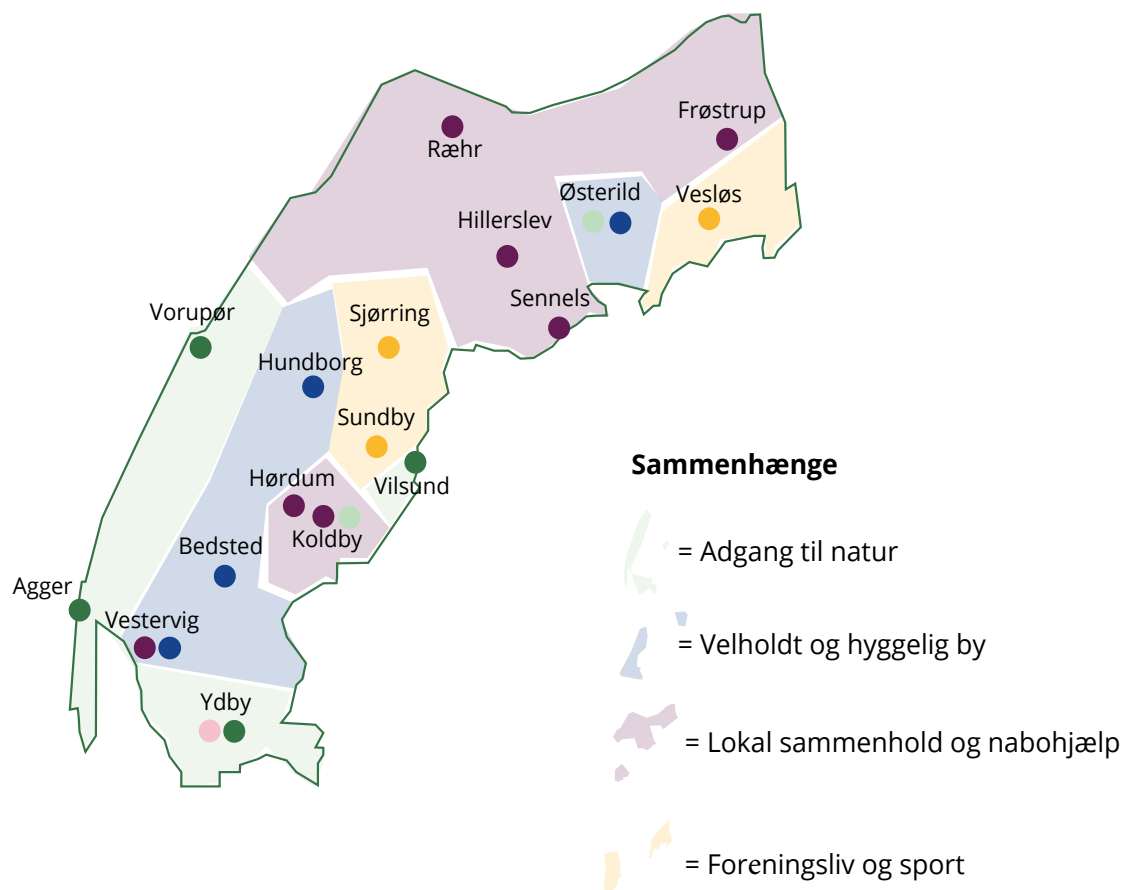 Frøstrup
Ræhr
Østerild
Vesløs
Hillerslev
Sennels
Vorupør
Sjørring
Hundborg
Sundby
Hørdum
Vilsund
Koldby
Bedsted
Agger
Vestervig
Ydby
Sammenhænge
= Adgang til natur
= Velholdt og hyggelig by
= Lokal sammenhold og nabohjælp
= Foreningsliv og sport